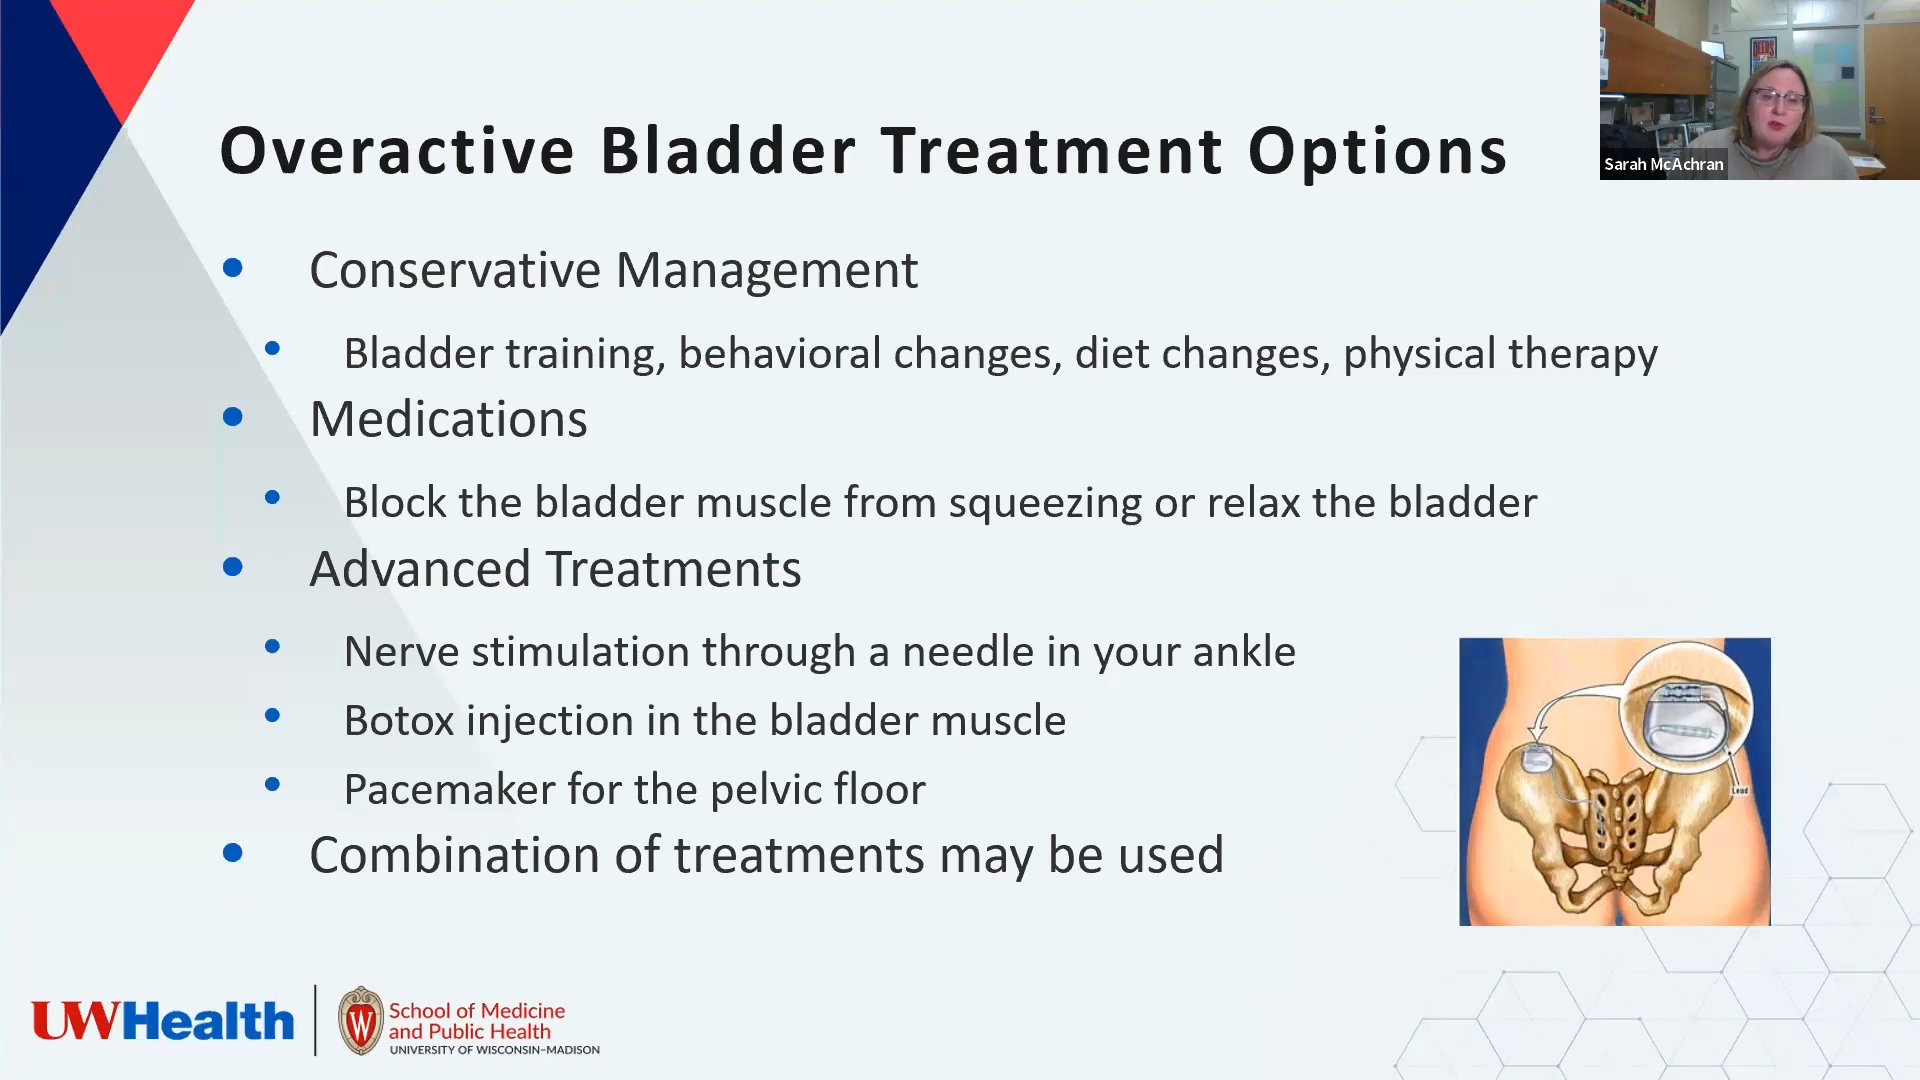 Overactive Bladder Treatment Options
Sarah McAchran
• Conservative Management
• Bladder training, behavioral changes, diet changes, physical therapy
• Medications
• Block the bladder muscle from squeezing or relax the bladder
• Advanced Treatments
• Nerve stimulation through a needle in your ankle
• Botox injection in the bladder muscle
• Pacemaker for the pelvic floor
• Combination of treatments may be used
Lead
UWHealth
W
School of Medicine
and Public Health
UNIVERSITY OF WISCONSIN–MADISON